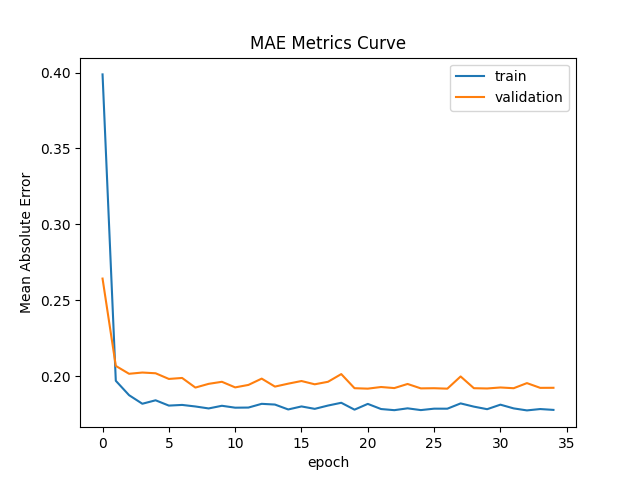 MAE Metrics Curve
train
validation
Mean Absolute Error
0.40
0.35
0.30
0.25
0.20
0 5 10 15 20 25 30 35
epoch